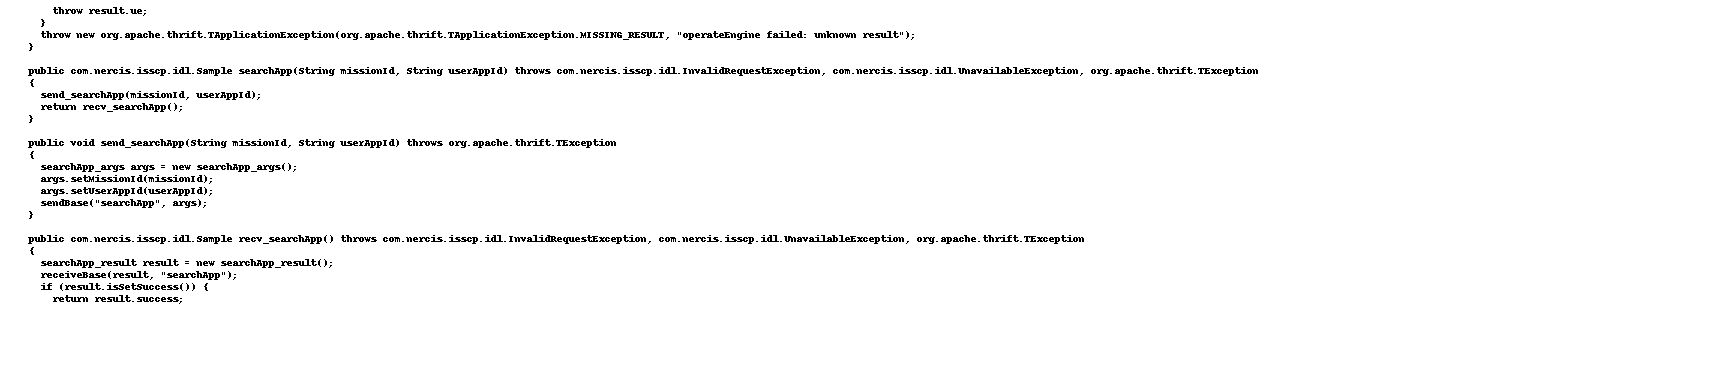 throw result.ue;
}
throw new org.apache.thrift.TApplicationException(org.apache.thrift.TApplicationException.MISSING_RESULT, "operateEngine failed: unknown result");
}
public com.nercis.isscp.idl.Sample searchApp(String missionId, String userAppId) throws com.nercis.isscp.idl.InvalidRequestException, com.nercis.isscp.idl.UnavailableException, org.apache.thrift.TException
{
send_searchApp(missionId, userAppId);
return recv_searchApp();
}
public void send_searchApp(String missionId, String userAppId) throws org.apache.thrift.TException
{
searchApp_args args = new searchApp_args();
args.setMissionId(missionId);
args.setUserAppId(userAppId);
sendBase("searchApp", args);
}
public com.nercis.isscp.idl.Sample recv_searchApp() throws com.nercis.isscp.idl.InvalidRequestException, com.nercis.isscp.idl.UnavailableException, org.apache.thrift.TException
{
searchApp_result result = new searchApp_result();
receiveBase(result, "searchApp");
if (result.isSetSuccess()) {
return result.success;